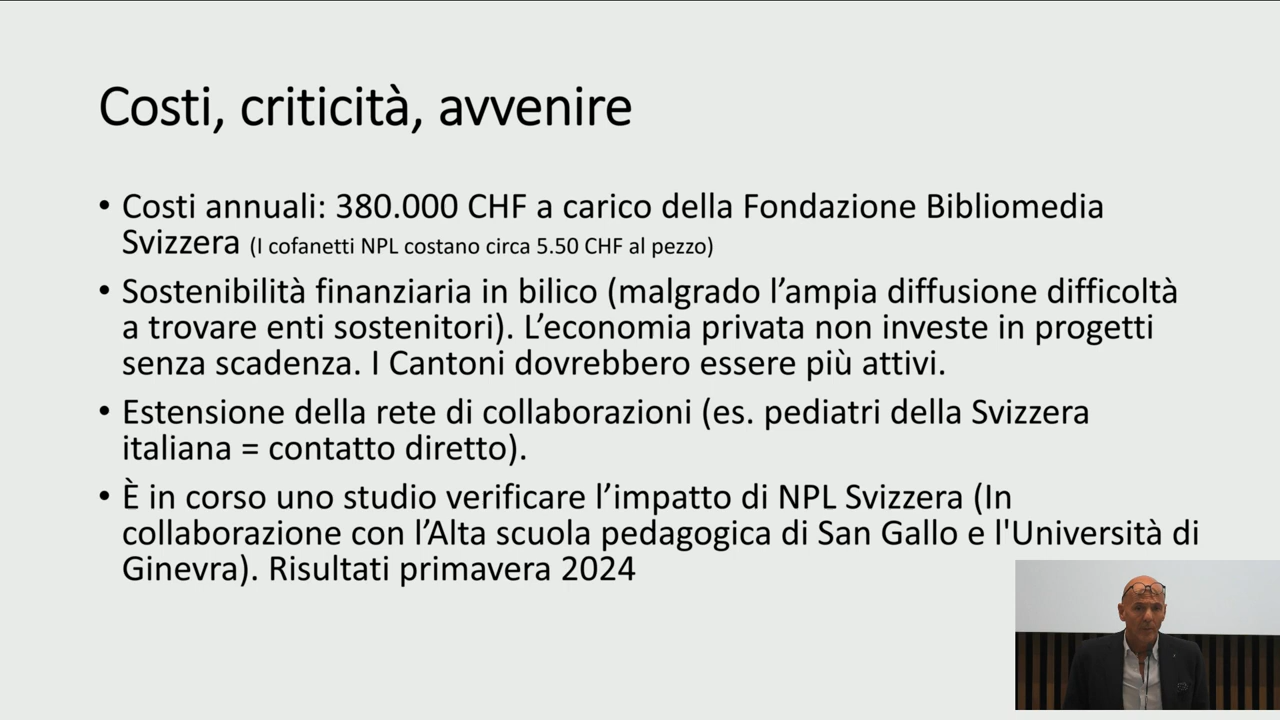 Costi, criticità, avvenire
• Costi annuali: 380.000 CHF a carico della Fondazione Bibliomedia
Svizzera (I cofanetti NPL costano circa 5.50 CHF al pezzo)
• Sostenibilità finanziaria in bilico (malgrado l’ampia diffusione difficoltà
a trovare enti sostenitori). L’economia privata non investe in progetti
senza scadenza. I Cantoni dovrebbero essere più attivi.
• Estensione della rete di collaborazioni (es. pediatri della Svizzera
italiana = contatto diretto).
• È in corso uno studio verificare l’impatto di NPL Svizzera (In
collaborazione con l’Alta scuola pedagogica di San Gallo e l'Università di
Ginevra). Risultati primavera 2024